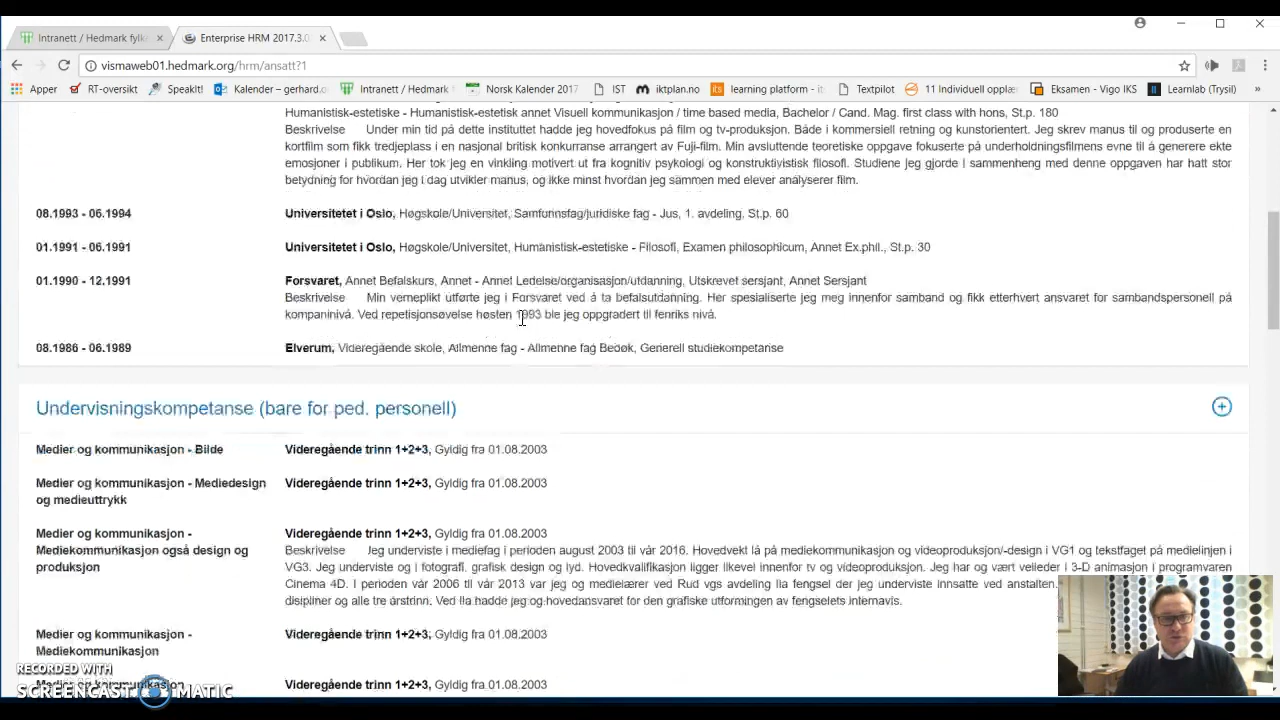 Intranett / Hedmark fylk
Enterprise HRM 2017.3.0
vismaweb01.hedmark.org/hrm/ansatt?1
Apper RT-oversikt SpeakIt! Kalender – gerhard.o Intranett / Hedmark Norsk Kalender 2017 IST iktplan.no learning platform - its Textpilot 11 Individuell opplæ Eksamen - Vigo IKS Learnlab (Trysil) »
Humanistisk-estetiske - Humanistisk-estetisk annet Visuell kommunikasjon / time based media, Bachelor / Cand. Mag. first class with hons, St.p. 180
Beskrivelse Under min tid på dette instituttet hadde jeg hovedfokus på film og tv-produksjon. Både i kommersiell retning og kunstorientert. Jeg skrev manus til og produserte en
kortfilm som fikk tredjeplass i en nasjonal britisk konkurranse arrangert av Fuji-film. Min avsluttende teoretiske oppgave fokuserte på underholdningsfilmens evne til å generere ekte
emosjoner i publikum. Her tok jeg en vinkling motivert ut fra kognitiv psykologi og konstruktivistisk filosofi. Studiene jeg gjorde i sammenheng med denne oppgaven har hatt stor
betydning for hvordan jeg i dag utvikler manus, og ikke minst hvordan jeg sammen med elever analyserer film.
08.1993 - 06.1994 Universitetet i Oslo, Høgskole/Universitet, Samfunnsfag/juridiske fag - Jus, 1. avdeling, St.p. 60
01.1991 - 06.1991 Universitetet i Oslo, Høgskole/Universitet, Humanistisk-estetiske - Filosofi, Examen philosophicum, Annet Ex.phil., St.p. 30
01.1990 - 12.1991 Forsvaret, Annet Befalskurs, Annet - Annet Ledelse/organisasjon/utdanning, Utskrevet sersjant, Annet Sersjant
Beskrivelse Min verneplikt utførte jeg i Forsvaret ved å ta befalsutdanning. Her spesialiserte jeg meg innenfor samband og fikk etterhvert ansvaret for sambandspersonell på
kompaninivå. Ved repetisjonsøvelse høsten 1993 ble jeg oppgradert til fenriks nivå.
08.1986 - 06.1989 Elverum, Videregående skole, Allmenne fag - Allmenne fag Bedøk, Generell studiekompetanse
Undervisningskompetanse (bare for ped. personell)
Medier og kommunikasjon - Bilde Videregående trinn 1+2+3, Gyldig fra 01.08.2003
Medier og kommunikasjon - Mediedesign Videregående trinn 1+2+3, Gyldig fra 01.08.2003
og medieuttrykk
Medier og kommunikasjon - Videregående trinn 1+2+3, Gyldig fra 01.08.2003
Mediekommunikasjon også design og Beskrivelse Jeg underviste i mediefag i perioden august 2003 til vår 2016. Hovedvekt lå på mediekommunikasjon og videoproduksjon/-design i VG1 og tekstfaget på medielinjen i
produksjon VG3. Jeg underviste og i fotografi, grafisk design og lyd. Hovedkvalifikasjon ligger likevel innenfor tv og videoproduksjon. Jeg har og vært veileder i 3-D animasjon i programvaren
Cinema 4D. I perioden vår 2006 til vår 2013 var jeg og medielærer ved Rud vgs avdeling Ila fengsel der jeg underviste innsatte ved anstalten.
disipliner og alle tre årstrinn. Ved Ila hadde jeg og hovedansvaret for den grafiske utformingen av fengselets internavis.
Medier og kommunikasjon - Videregående trinn 1+2+3, Gyldig fra 01.08.2003
Mediekommunikasjon
Medier og kommunikasjon Videregående trinn 1+2+3, Gyldig fra 01.08.2003
RECORDED WITH
SCREENCAST MATIC